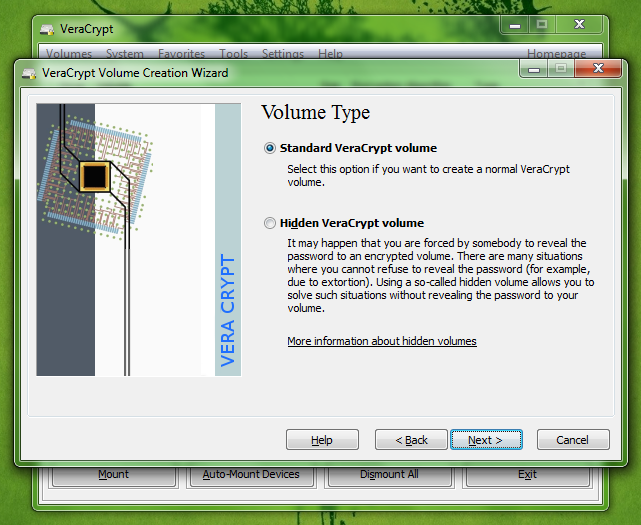 VeraCrypt
Volumes System Favorites Tools Settings Help Homepage
VeraCrypt Volume Creation Wizard
Volume Type
Standard VeraCrypt volume
Select this option if you want to create a normal VeraCrypt
volume.
Hidden VeraCrypt volume
It may happen that you are forced by somebody to reveal the
password to an encrypted volume. There are many situations
where you cannot refuse to reveal the password (for example,
due to extortion). Using a so-called hidden volume allows you to
solve such situations without revealing the password to your
volume.
More information about hidden volumes
VERA CRYPT
Help < Back Next > Cancel
Mount Auto-Mount Devices Dismount All Exit